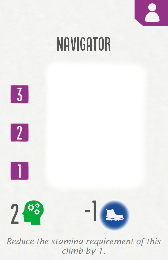 NAVIGATOR
3
2
1
2 -1
Reduce the stamina requirement of this
climb by 1.